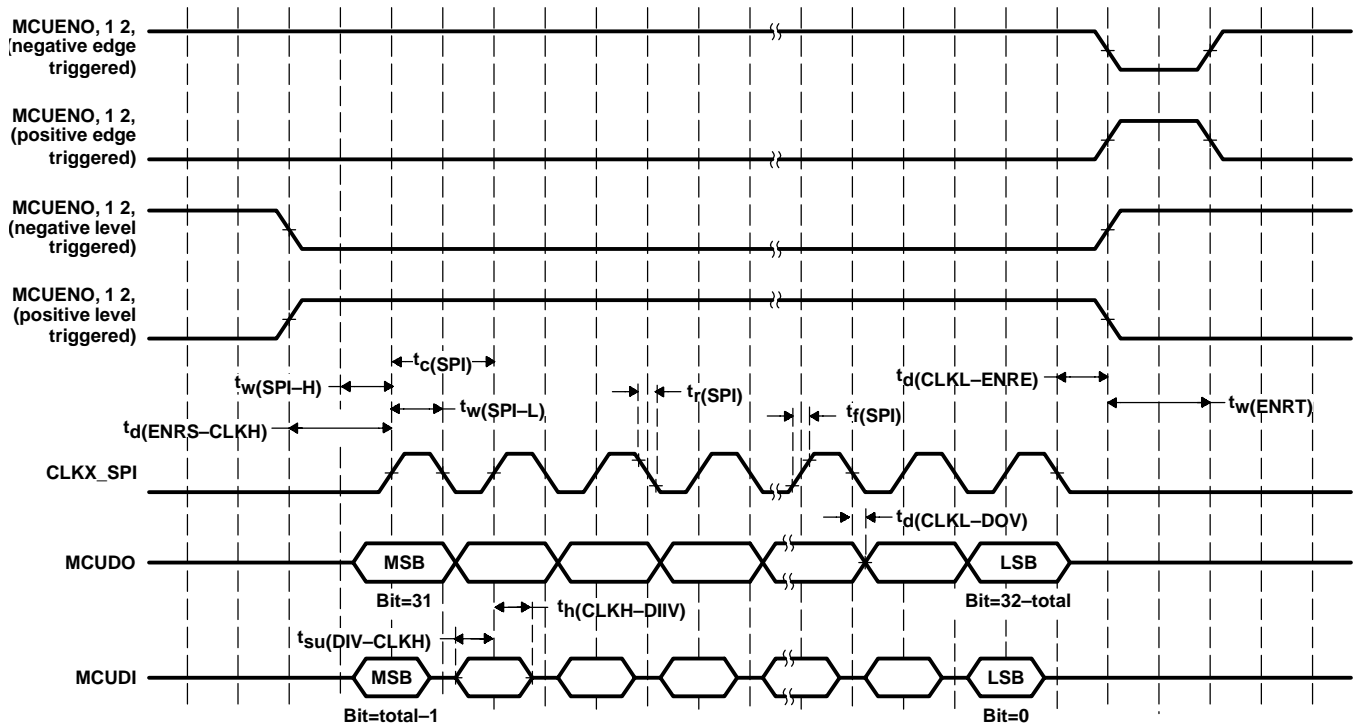 MCUENO, 1 2,
(negative edge
triggered)
MCUENO, 1 2,
(positive edge
triggered)
MCUENO, 1 2,
(negative level
triggered)
MCUENO, 1 2,
(positive level
triggered)
tc(SPI)
tw(SPI–H)
td(CLKL–ENRE)
tr(SPI)
tw(SPI–L)
tf(SPI)
tw(ENRT)
td(ENRS–CLKH)
CLKX_SPI
td(CLKL–DOV)
MCUDO
MSB
LSB
Bit=31
Bit=32–total
th(CLKH–DIIV)
tsu(DIV–CLKH)
MCUDI
MSB
LSB
Bit=total–1
Bit=0